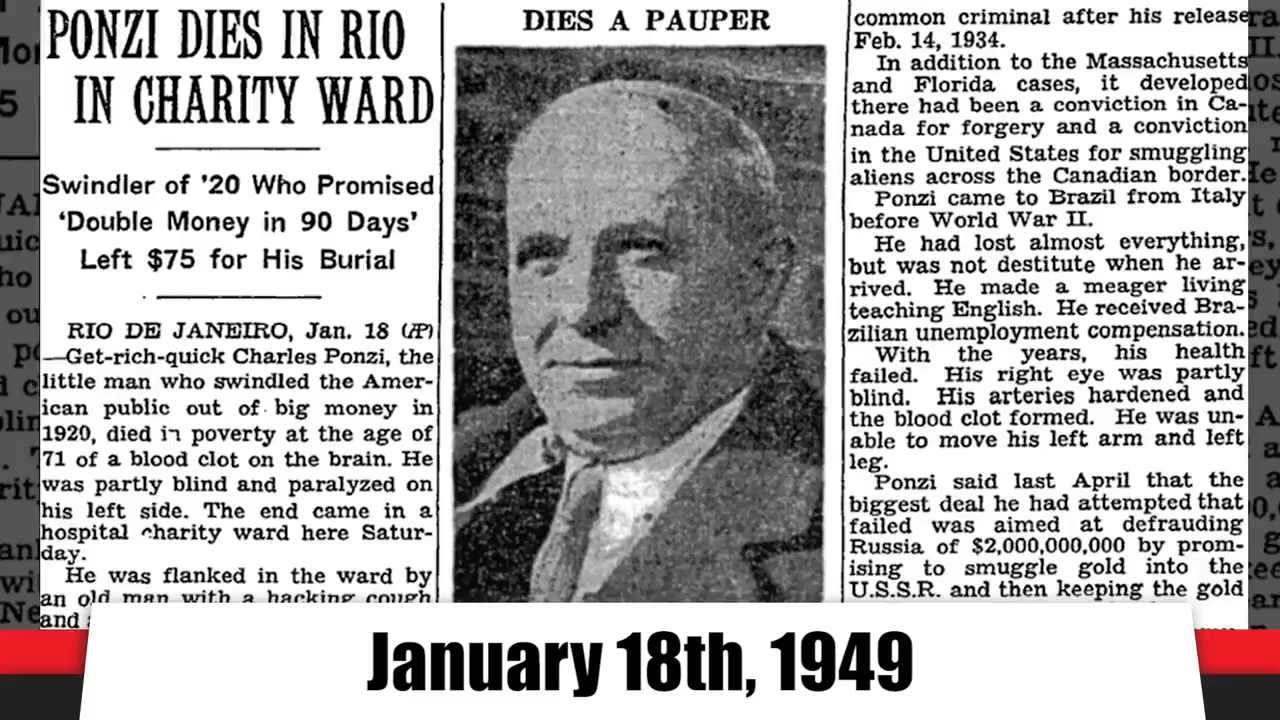 PONZI DIES IN RIO
IN CHARITY WARD
Swindler of '20 Who Promised
'Double Money in 90 Days'
Left $75 for His Burial
RIO DE JANEIRO, Jan. 18 (AP)
—Get-rich-quick Charles Ponzi, the
little man who swindled the Amer-
ican public out of big money in
1920, died in poverty at the age of
71 of a blood clot on the brain. He
was partly blind and paralyzed on
his left side. The end came in a
hospital charity ward here Satur-
day.
He was flanked in the ward by
an old man with a hacking cough
and
DIES A PAUPER
common criminal after his release
Feb. 14, 1934.
In addition to the Massachusetts
and Florida cases, it developed
there had been a conviction in Ca-
nada for forgery and a conviction
in the United States for smuggling
aliens across the Canadian border.
Ponzi came to Brazil from Italy
before World War II.
He had lost almost everything,
but was not destitute when he ar-
rived. He made a meager living
teaching English. He received Bra-
zilian unemployment compensation.
With the years, his health
failed. His right eye was partly
blind. His arteries hardened and
the blood clot formed. He was un-
able to move his left arm and left
leg.
Ponzi said last April that the
biggest deal he had attempted that
failed was aimed at defrauding
Russia of $2,000,000,000 by prom-
ising to smuggle gold into the
U.S.S.R. and then keeping the gold
January 18th, 1949